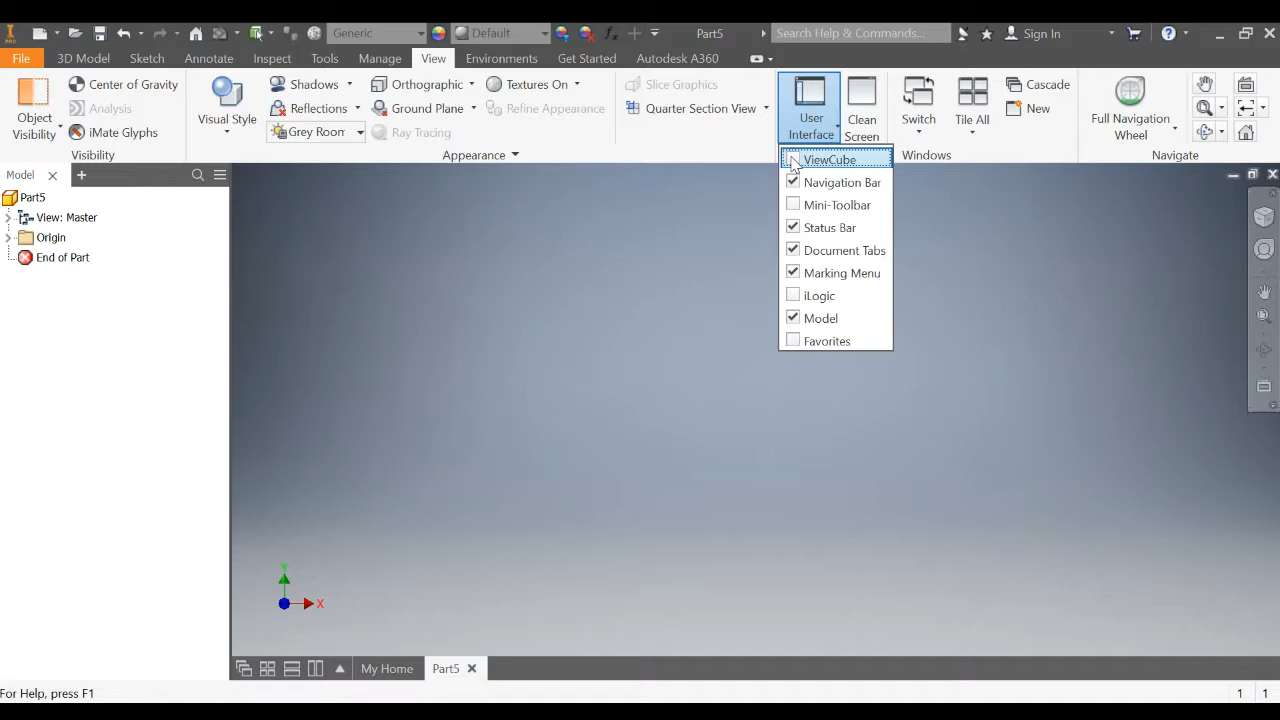 PRO Generic Default Part5 Search Help & Commands... Sign In
File 3D Model Sketch Annotate Inspect Tools Manage View Environments Get Started Autodesk A360
Object Visibility
Center of Gravity
Analysis
iMate Glyphs
Visibility
Visual Style
Shadows
Reflections
Grey Room
Orthographic
Ground Plane
Ray Tracing
Textures On
Refine Appearance
Appearance
Slice Graphics
Quarter Section View
User Interface
Clean Screen
Switch
Tile All
Cascade
New
Windows
Full Navigation Wheel
Navigate
ViewCube
Navigation Bar
Mini-Toolbar
Status Bar
Document Tabs
Marking Menu
iLogic
Model
Favorites
Model
Part5
View: Master
Origin
End of Part
Y
X
My Home Part5
For Help, press F1 1 1